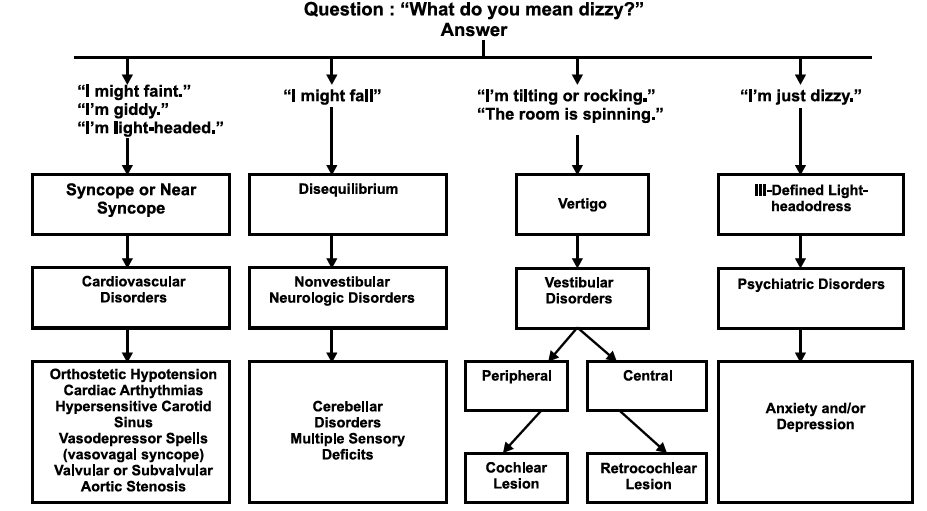 Question : “What do you mean dizzy?”
Answer
“I might faint.”
“I’m giddy.”
“I’m light-headed.”
“I might fall”
“I’m tilting or rocking.”
“The room is spinning.”
“I’m just dizzy.”
Syncope or Near
Syncope
Disequilibrium
Vertigo
III-Defined Light-
headodress
Cardiovascular
Disorders
Nonvestibular
Neurologic Disorders
Vestibular
Disorders
Psychiatric Disorders
Orthostetic Hypotension
Cardiac Arthythmias
Hypersensitive Carotid
Sinus
Vasodepressor Spells
(vasovagal syncope)
Valvular or Subvalvular
Aortic Stenosis
Cerebellar
Disorders
Multiple Sensory
Deficits
Peripheral
Central
Cochlear
Lesion
Retrocochlear
Lesion
Anxiety and/or
Depression